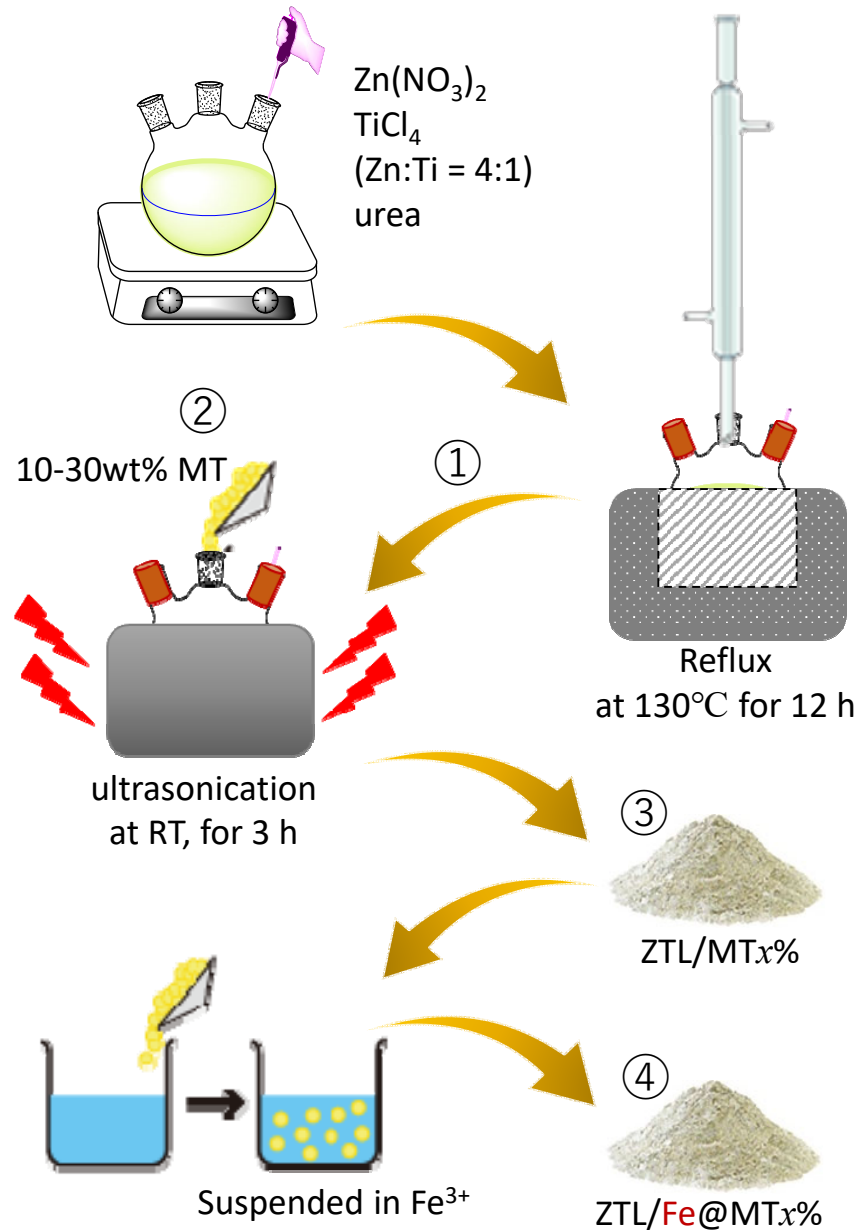 Zn(NO₃)₂
TiCl₄
(Zn:Ti = 4:1)
urea
②
10-30wt% MT
①
Reflux
at 130℃ for 12 h
ultrasonication
at RT, for 3 h
③
ZTL/MTx%
④
Suspended in Fe³⁺
ZTL/Fe@MTx%